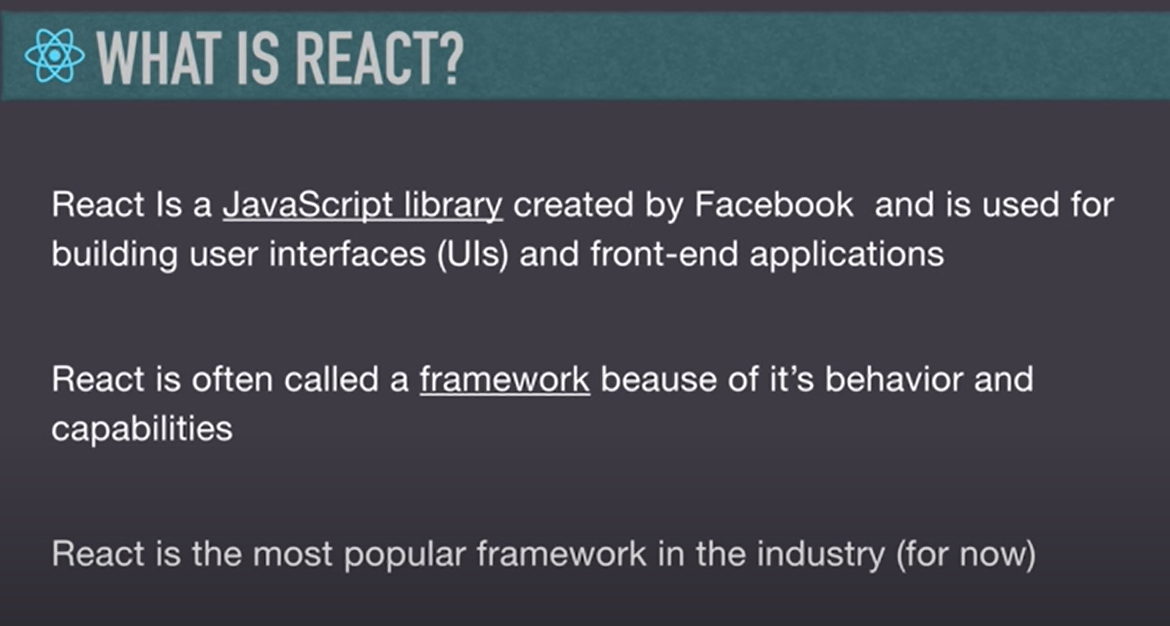 WHAT IS REACT?
React Is a JavaScript library created by Facebook  and is used for
building user interfaces (UIs) and front-end applications
React is often called a framework beause of it’s behavior and
capabilities
React is the most popular framework in the industry (for now)